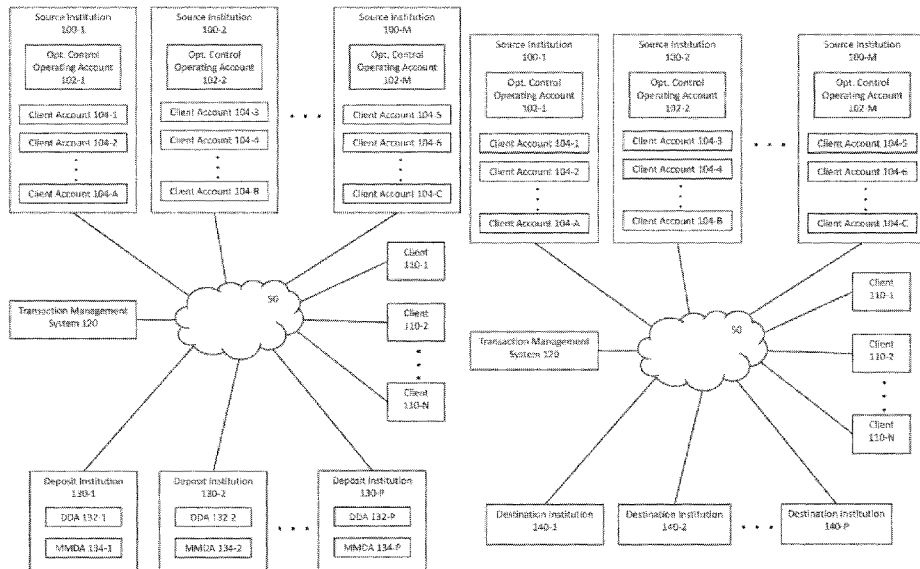 Source Institution
100-1
Opt. Control
Operating Account
102-1
Client Account 104-1
Client Account 104-2
Client Account 104-A
Source Institution
100-2
Opt. Control
Operating Account
102-2
Client Account 104-3
Client Account 104-4
Client Account 104-B
Source Institution
100-M
Opt. Control
Operating Account
102-M
Client Account 104-5
Client Account 104-6
Client Account 104-C
50
Transaction Management
System 120
Client
110-1
Client
110-2
Client
110-N
Deposit Institution
130-1
DDA 132-1
MMDA 134-1
Deposit Institution
130-2
DDA 132-2
MMDA 134-2
Deposit Institution
130-P
DDA 132-P
MMDA 134-P
Source Institution
100-1
Opt. Control
Operating Account
102-1
Client Account 104-1
Client Account 104-2
Client Account 104-A
Source Institution
100-2
Opt. Control
Operating Account
102-2
Client Account 104-3
Client Account 104-4
Client Account 104-B
Source Institution
100-M
Opt. Control
Operating Account
102-M
Client Account 104-5
Client Account 104-6
Client Account 104-C
50
Transaction Management
System 120
Client
110-1
Client
110-2
Client
110-N
Destination Institution
140-1
Destination Institution
140-2
Destination Institution
140-P